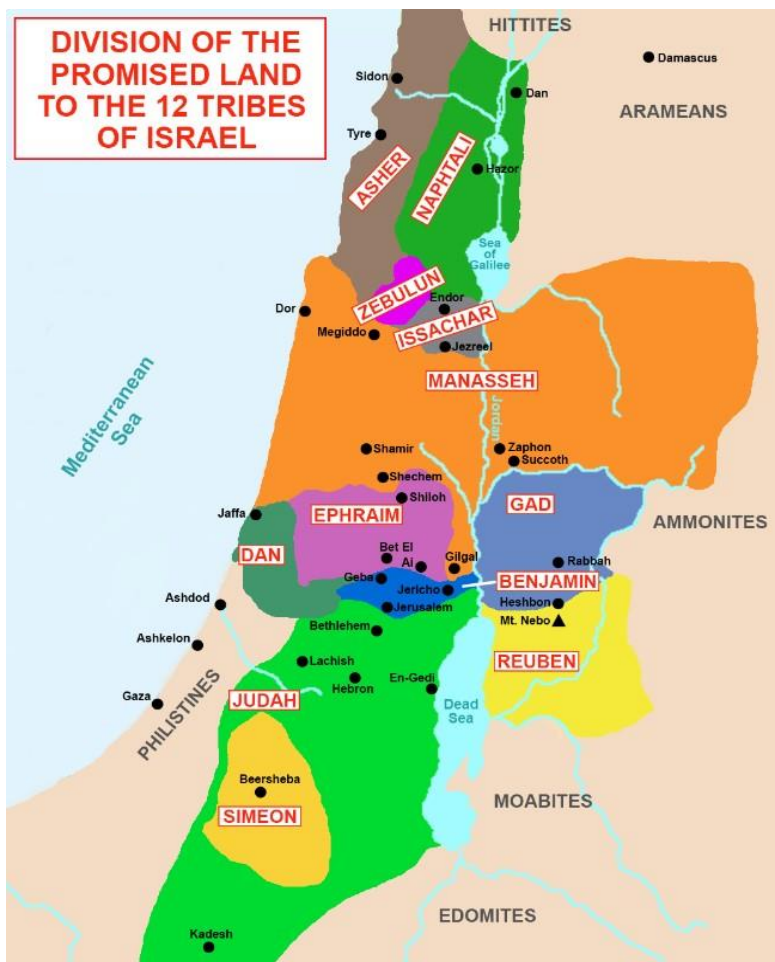 DIVISION OF THE
PROMISED LAND
TO THE 12 TRIBES
OF ISRAEL
HITTITES
Damascus
Sidon
Dan
ARAMEANS
Tyre
ASHER
NAPHTALI
Hazor
Sea
of
Galilee
ZEBULUN
Endor
Dor
ISSACHAR
Megiddo
Jezreel
MANASSEH
Mediterranean
Sea
Jordan
Shamir
Zaphon
Succoth
Shechem
Shiloh
GAD
Jaffa
EPHRAIM
AMMONITES
DAN
Bet El
Ai
Gilgal
Rabbah
Geba
BENJAMIN
Jericho
Ashdod
Jerusalem
Heshbon
Mt. Nebo
Bethlehem
Ashkelon
Lachish
REUBEN
Hebron
En-Gedi
Gaza
JUDAH
Dead
Sea
PHILISTINES
Beersheba
MOABITES
SIMEON
EDOMITES
Kadesh